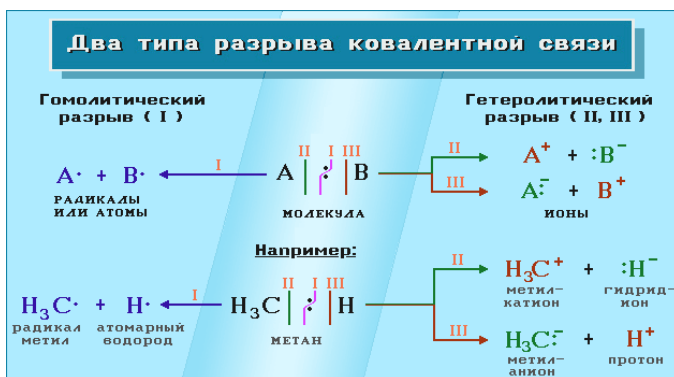 Два типа разрыва ковалентной связи
Гомолитический
разрыв ( I )
Гетеролитический
разрыв ( II, III )
II I III
A : B
МОЛЕКУЛА
I
A· + B·
РАДИКАЛЫ
ИЛИ АТОМЫ
II
A⁺ + :B⁻
III
A:⁻ + B⁺
ИОНЫ
Например:
II I III
H₃C : H
МЕТАН
I
H₃C· + H·
радикал атомарный
метил водород
II
H₃C⁺ + :H⁻
метил- гидрид-
катион ион
III
H₃C:⁻ + H⁺
метил- протон
анион